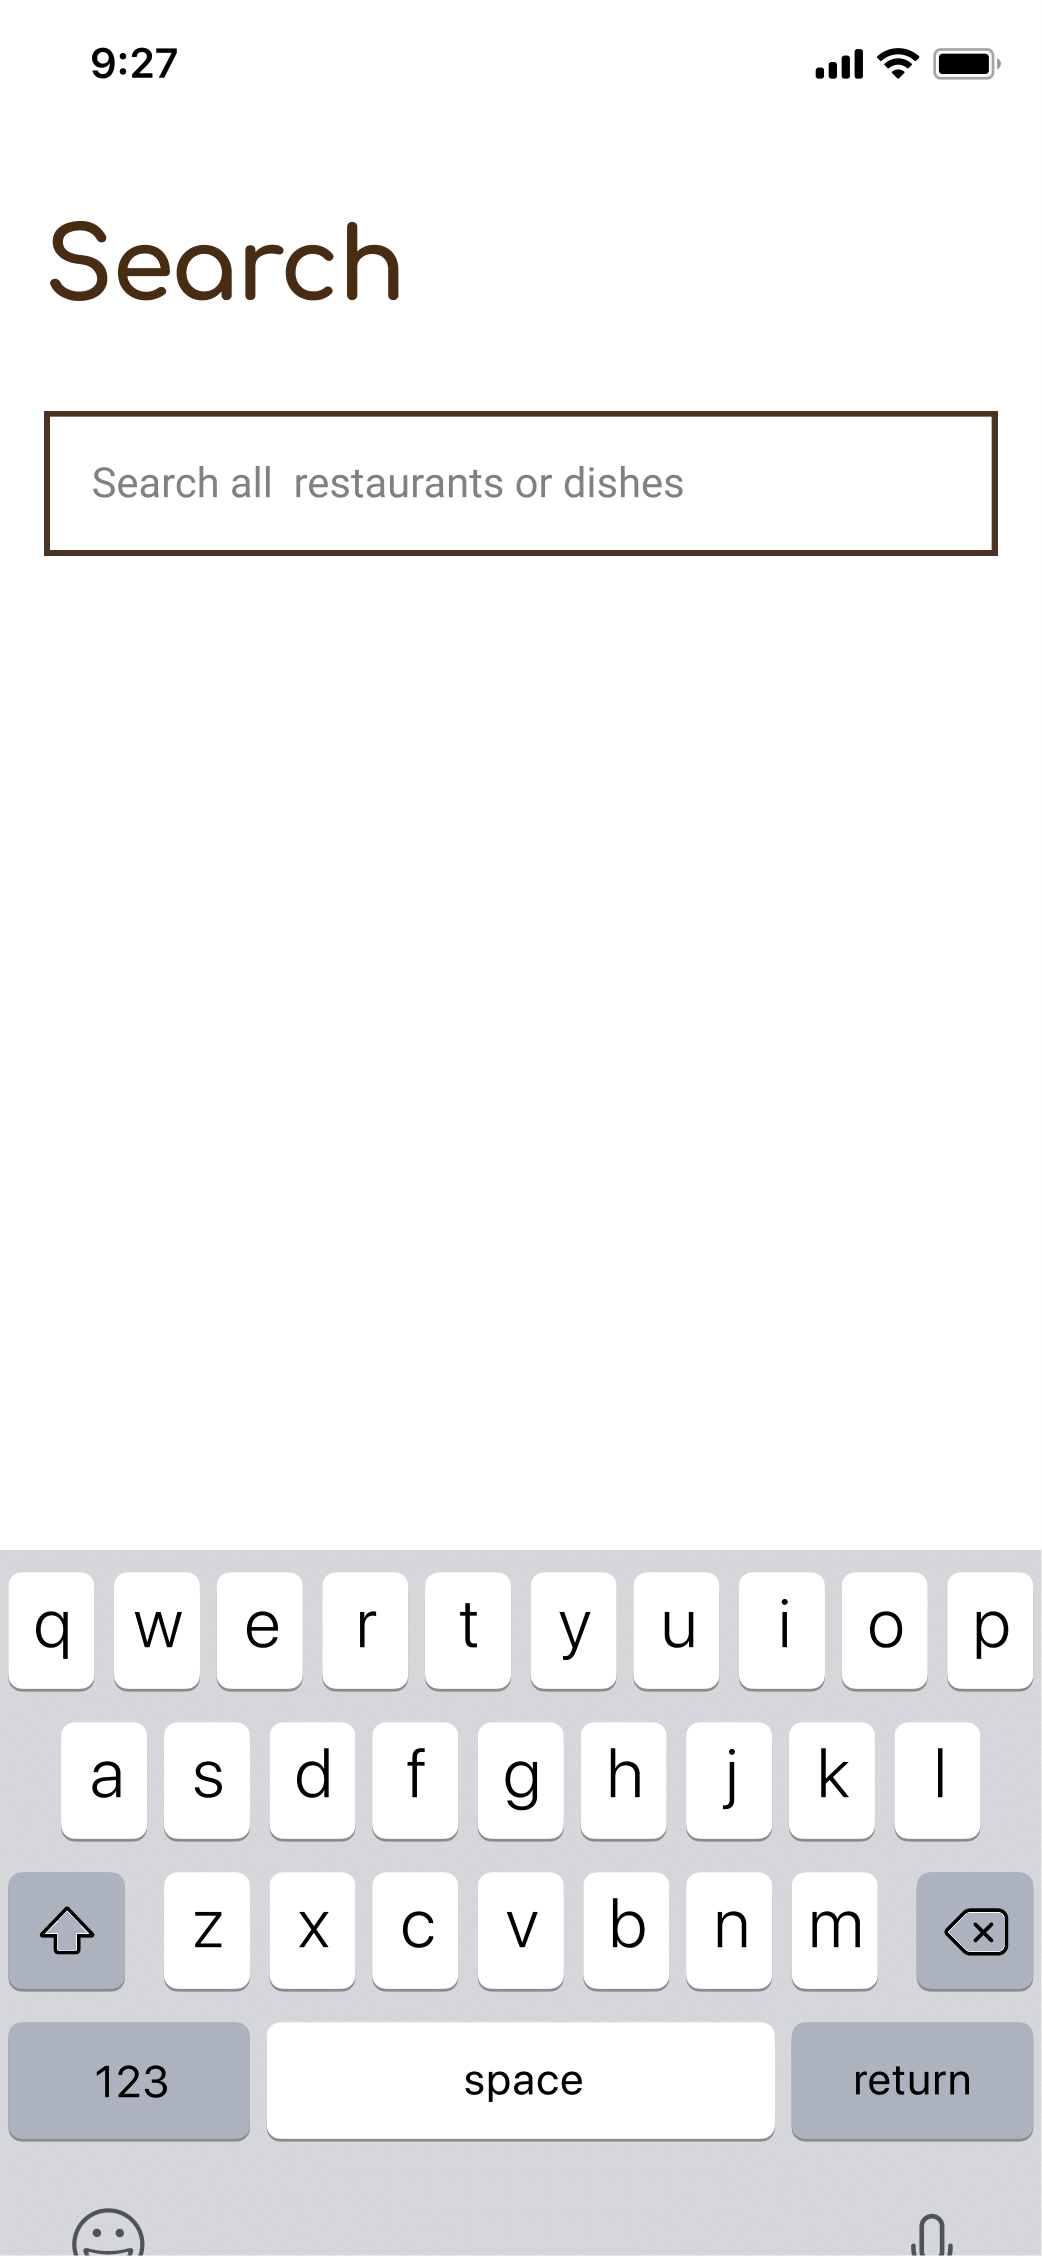 9:27
Search
Search all  restaurants or dishes
q w e r t y u i o p
a s d f g h j k l
z x c v b n m
123 space return